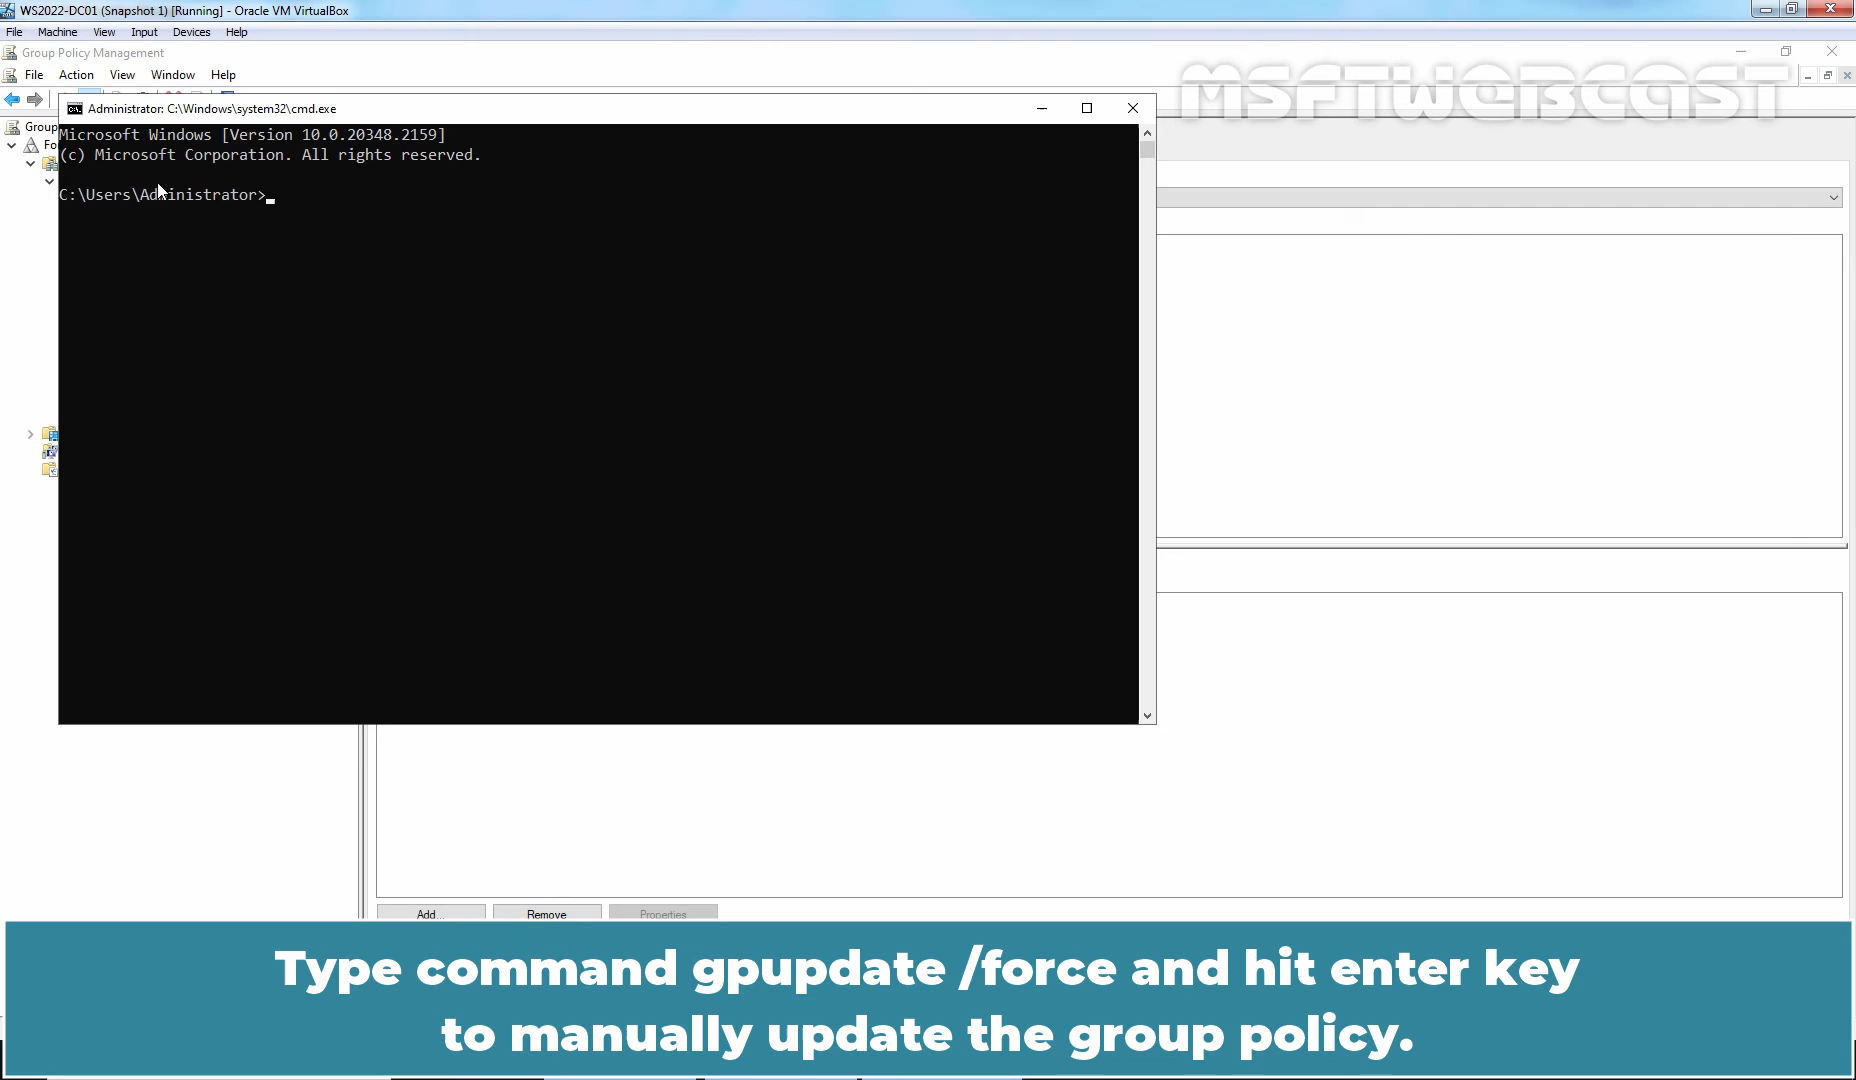 WS2022-DC01 (Snapshot 1) [Running] - Oracle VM VirtualBox
File Machine View Input Devices Help
Group Policy Management
File Action View Window Help
MSFTWEBCAST
Administrator: C:\Windows\system32\cmd.exe
Group
Fo
Microsoft Windows [Version 10.0.20348.2159]
(c) Microsoft Corporation. All rights reserved.
C:\Users\Administrator>
Add... Remove Properties
Type command gpupdate /force and hit enter key
to manually update the group policy.